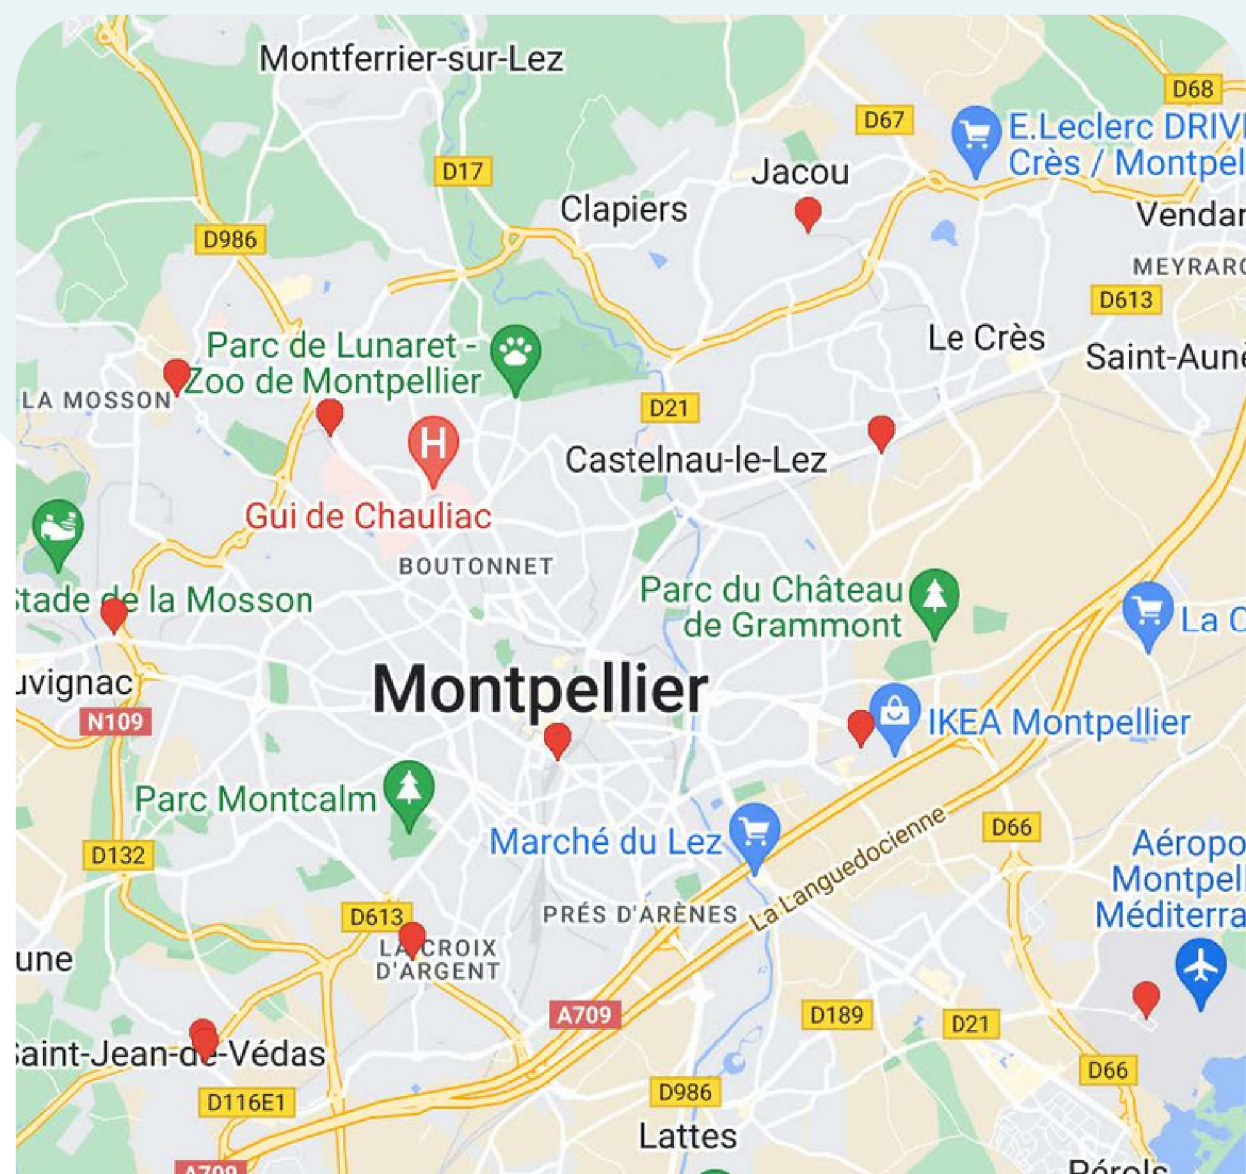 Montferrier-sur-Lez
D68
D67
E.Leclerc DRIV
Crès / Montpel
D17
Jacou
Clapiers
Vendar
D986
MEYRARG
D613
Parc de Lunaret -
Zoo de Montpellier
Le Crès
Saint-Aunè
LA MOSSON
D21
H
Castelnau-le-Lez
Gui de Chauliac
BOUTONNET
Stade de la Mosson
Parc du Château
de Grammont
La C
uvignac
Montpellier
N109
IKEA Montpellier
Parc Montcalm
Marché du Lez
D66
D132
La Languedocienne
Aéropo
Montpell
Méditerra
D613
PRÉS D'ARÈNES
LA CROIX
D'ARGENT
une
A709
D189
D21
Saint-Jean-de-Védas
D66
D986
D116E1
Lattes
A709
Pérols